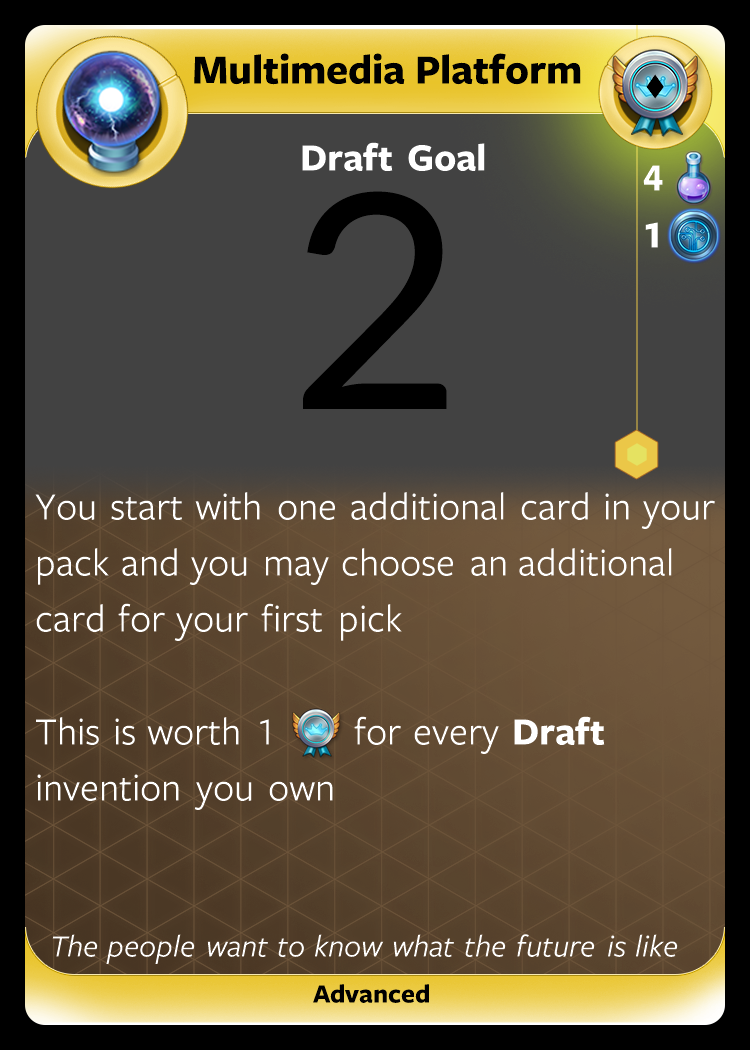 Multimedia Platform
Draft Goal
4
1
2
You start with one additional card in your
pack and you may choose an additional
card for your first pick
This is worth 1 for every Draft
invention you own
The people want to know what the future is like
Advanced